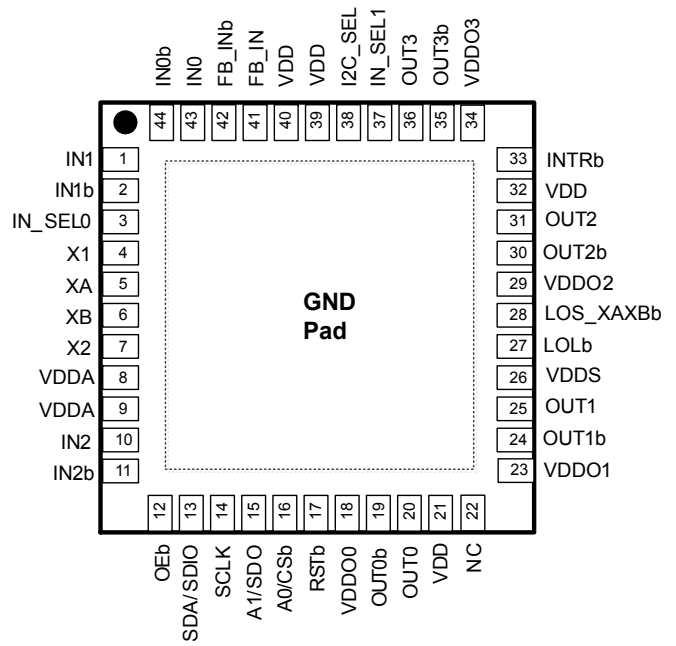 IN0b
IN0
FB_INb
FB_IN
VDD
VDD
I2C_SEL
IN_SEL1
OUT3
OUT3b
VDDO3
44
43
42
41
40
39
38
37
36
35
34
IN1 1
IN1b 2
IN_SEL0 3
X1 4
XA 5
XB 6
X2 7
VDDA 8
VDDA 9
IN2 10
IN2b 11
GND
Pad
33 INTRb
32 VDD
31 OUT2
30 OUT2b
29 VDDO2
28 LOS_XAXBb
27 LOLb
26 VDDS
25 OUT1
24 OUT1b
23 VDDO1
12
13
14
15
16
17
18
19
20
21
22
OEb
SDA/SDIO
SCLK
A1/SDO
A0/CSb
RSTb
VDDO0
OUT0b
OUT0
VDD
NC